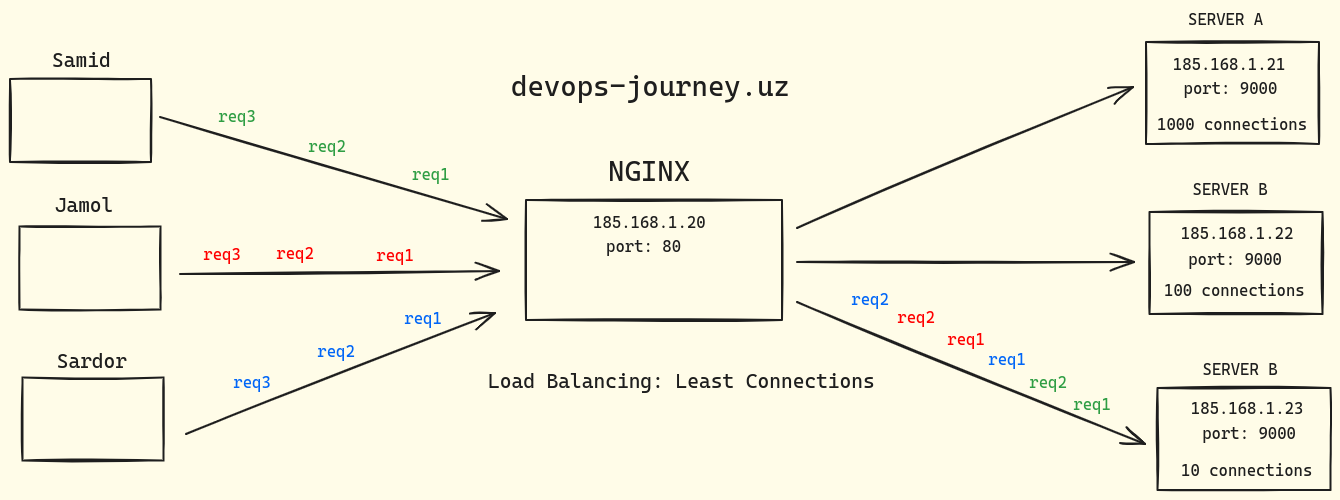 Samid
req3
req2
req1
Jamol
req3
req2
req1
Sardor
req1
req2
req3
devops-journey.uz
NGINX
185.168.1.20
port: 80
Load Balancing: Least Connections
req2
req2
req1
req1
req2
req1
SERVER A
185.168.1.21
port: 9000
1000 connections
SERVER B
185.168.1.22
port: 9000
100 connections
SERVER B
185.168.1.23
port: 9000
10 connections